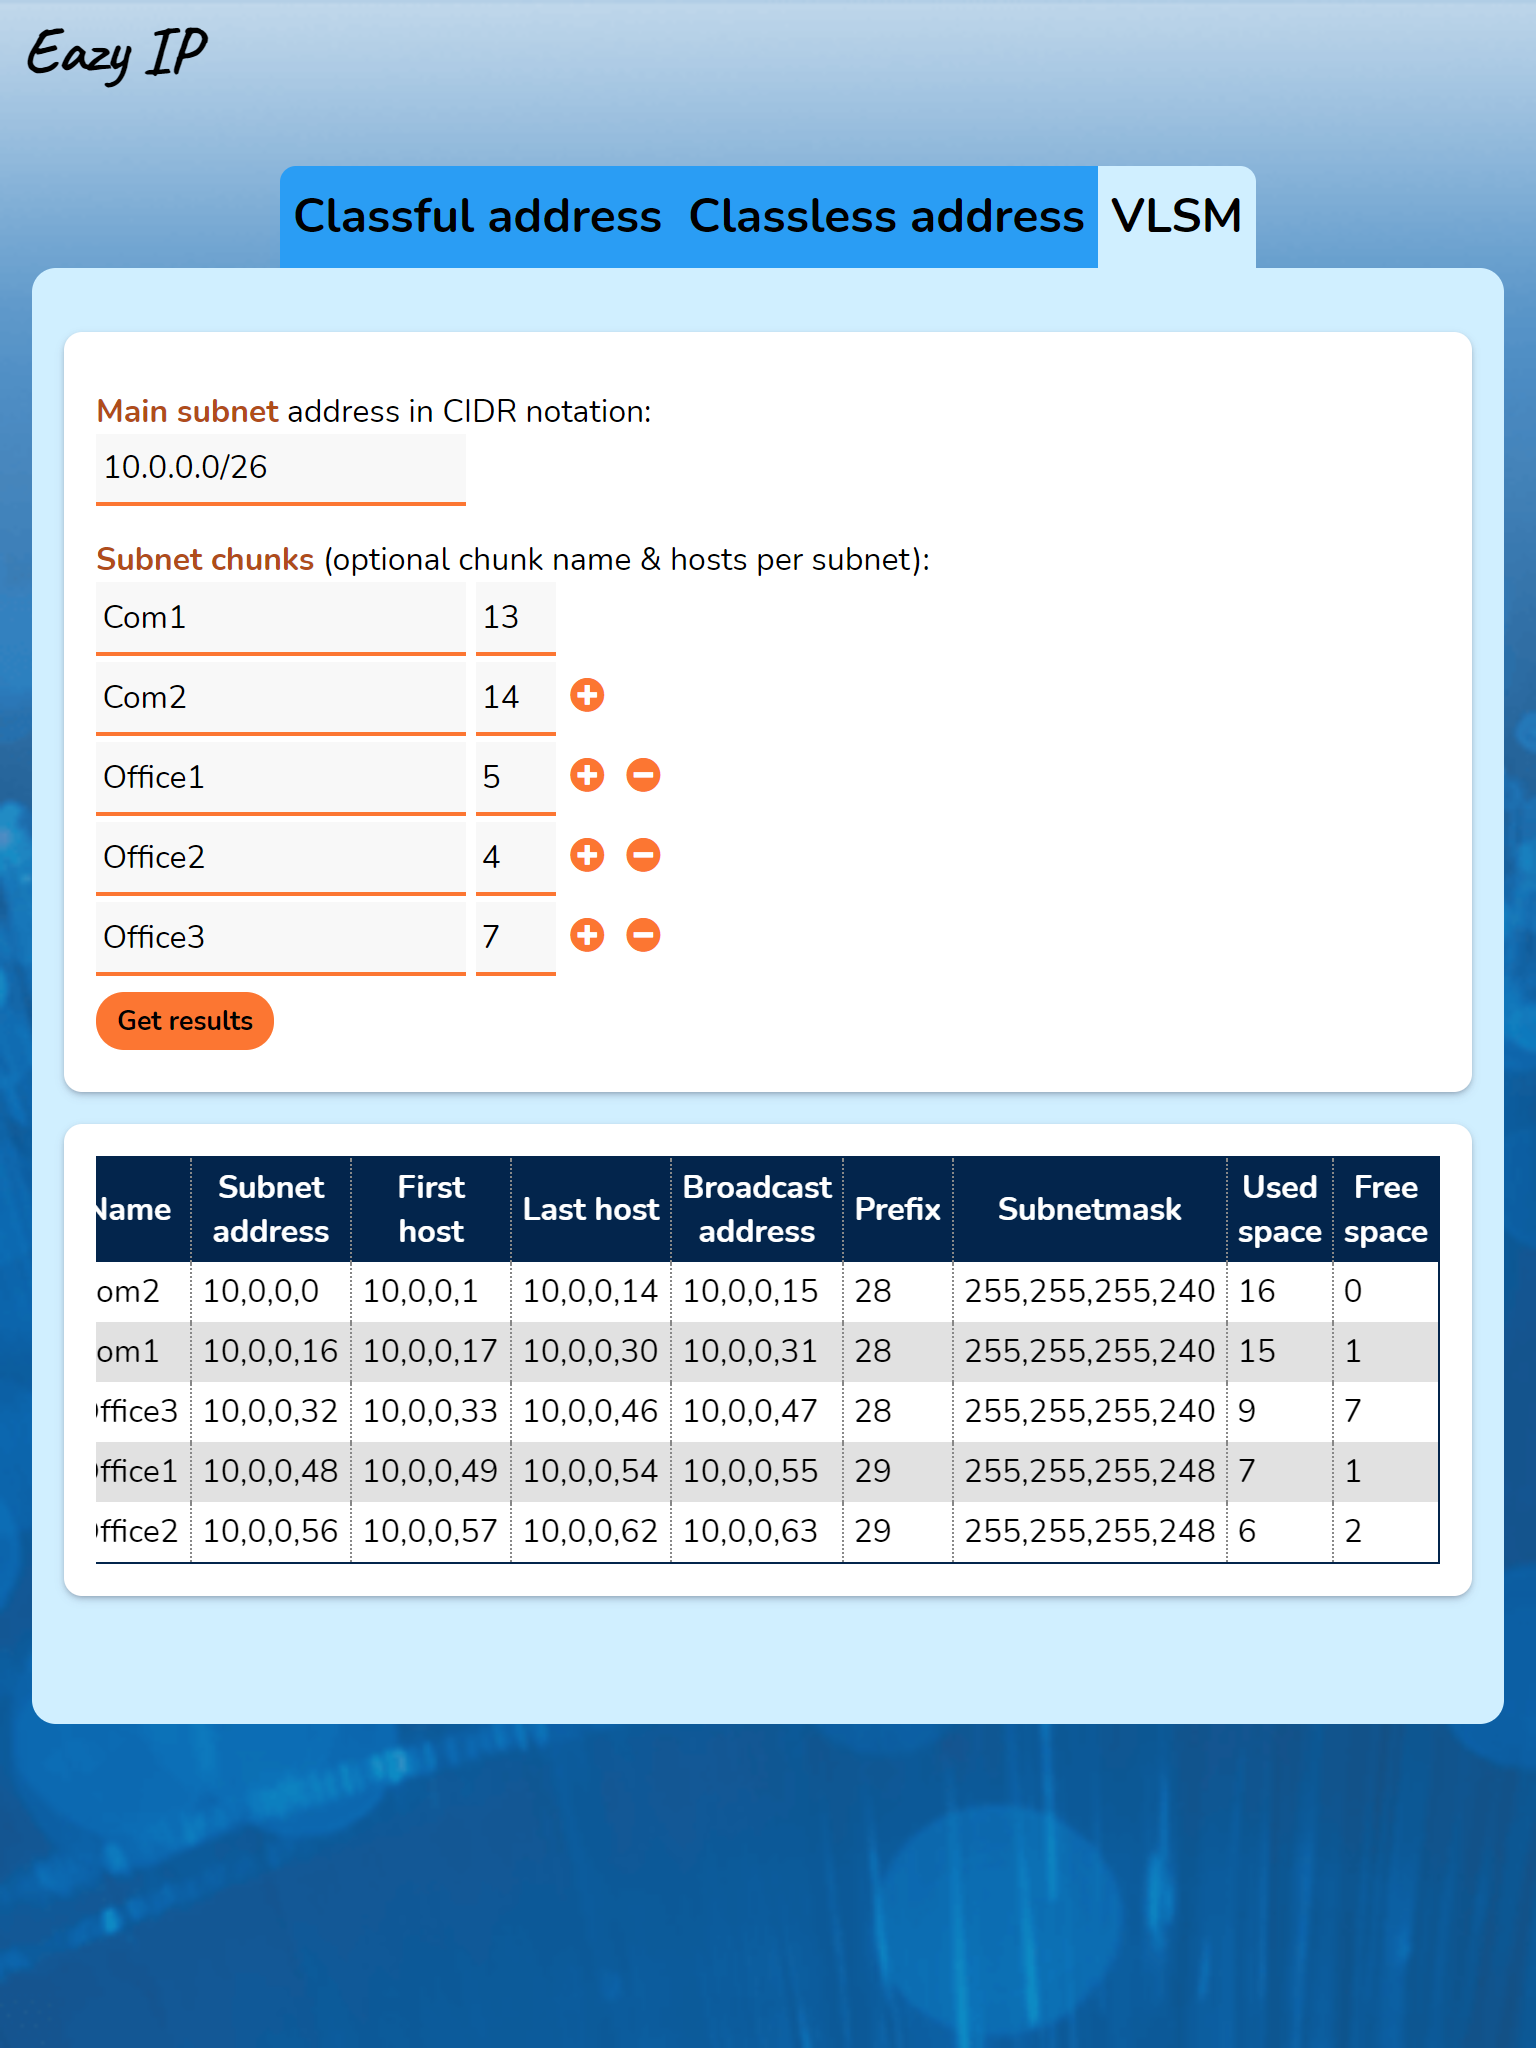 Eazy IP
Classful address Classless address VLSM
Main subnet address in CIDR notation:
10.0.0.0/26
Subnet chunks (optional chunk name & hosts per subnet):
Com1 13
Com2 14
Office1 5
Office2 4
Office3 7
Get results
Name Subnet address First host Last host Broadcast address Prefix Subnetmask Used space Free space
om2 10,0,0,0 10,0,0,1 10,0,0,14 10,0,0,15 28 255,255,255,240 16 0
om1 10,0,0,16 10,0,0,17 10,0,0,30 10,0,0,31 28 255,255,255,240 15 1
ffice3 10,0,0,32 10,0,0,33 10,0,0,46 10,0,0,47 28 255,255,255,240 9 7
ffice1 10,0,0,48 10,0,0,49 10,0,0,54 10,0,0,55 29 255,255,255,248 7 1
ffice2 10,0,0,56 10,0,0,57 10,0,0,62 10,0,0,63 29 255,255,255,248 6 2